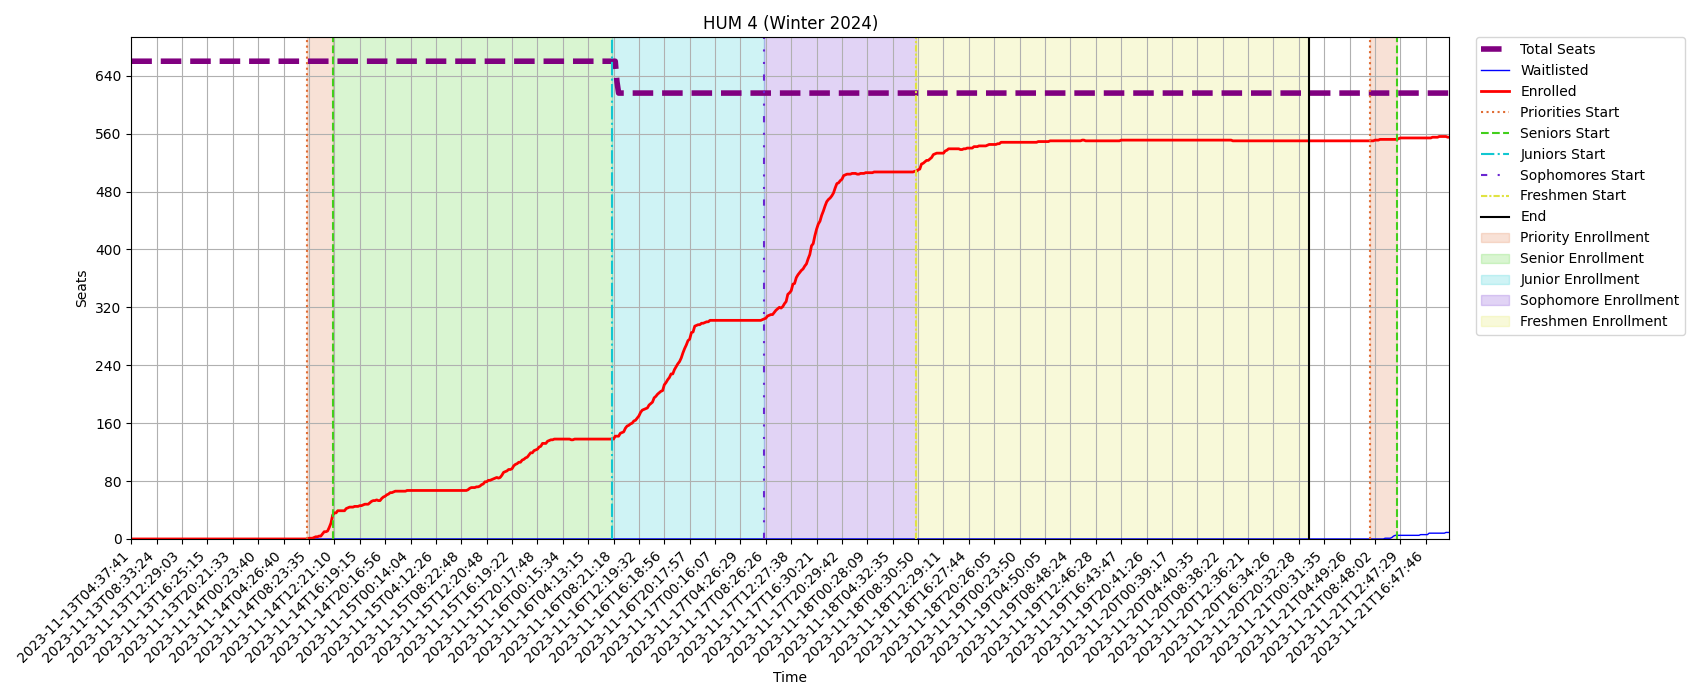 HUM 4 (Winter 2024)
Seats
640
560
480
400
320
240
160
80
0
2023-11-13T04:37:41
2023-11-13T08:33:24
2023-11-13T12:29:03
2023-11-13T16:25:15
2023-11-13T20:21:33
2023-11-14T00:23:40
2023-11-14T04:26:40
2023-11-14T08:23:35
2023-11-14T12:21:10
2023-11-14T16:19:15
2023-11-14T20:16:56
2023-11-15T00:14:04
2023-11-15T04:12:26
2023-11-15T08:22:48
2023-11-15T12:20:48
2023-11-15T16:19:22
2023-11-15T20:17:48
2023-11-16T00:15:34
2023-11-16T04:13:15
2023-11-16T08:21:18
2023-11-16T12:19:32
2023-11-16T16:18:56
2023-11-16T20:17:57
2023-11-17T00:16:07
2023-11-17T04:26:29
2023-11-17T08:26:26
2023-11-17T12:27:38
2023-11-17T16:30:21
2023-11-17T20:29:42
2023-11-18T00:28:09
2023-11-18T04:32:35
2023-11-18T08:30:50
2023-11-18T12:29:11
2023-11-18T16:27:44
2023-11-18T20:26:05
2023-11-19T00:23:50
2023-11-19T04:50:05
2023-11-19T08:48:24
2023-11-19T12:46:28
2023-11-19T16:43:47
2023-11-19T20:41:26
2023-11-20T00:39:17
2023-11-20T04:40:35
2023-11-20T08:38:22
2023-11-20T12:36:21
2023-11-20T16:34:26
2023-11-20T20:32:28
2023-11-21T00:31:35
2023-11-21T04:49:26
2023-11-21T08:48:02
2023-11-21T12:47:29
2023-11-21T16:47:46
Time
Total Seats
Waitlisted
Enrolled
Priorities Start
Seniors Start
Juniors Start
Sophomores Start
Freshmen Start
End
Priority Enrollment
Senior Enrollment
Junior Enrollment
Sophomore Enrollment
Freshmen Enrollment